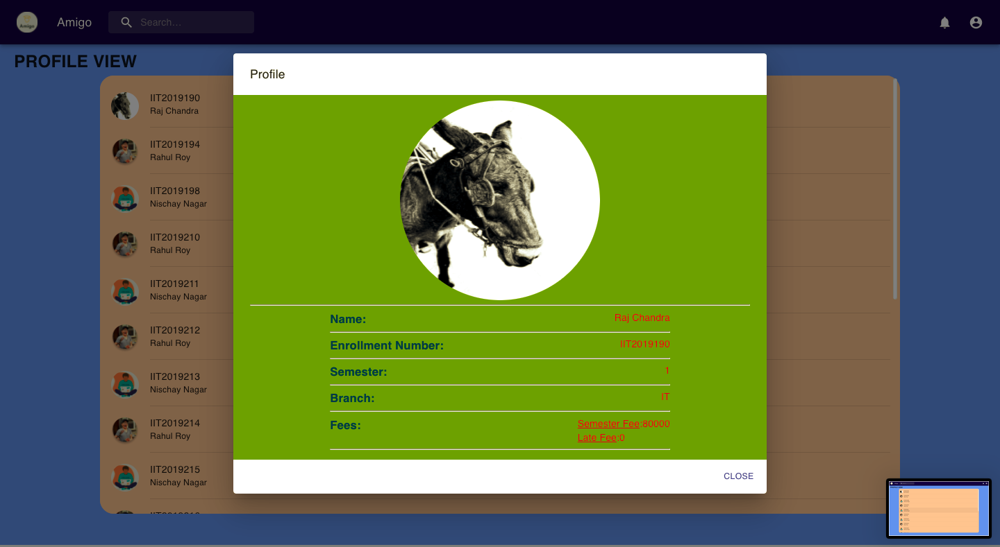 Amigo
Amigo
Search…
PROFILE VIEW
IIT2019190
Raj Chandra
IIT2019194
Rahul Roy
IIT2019198
Nischay Nagar
IIT2019210
Rahul Roy
IIT2019211
Nischay Nagar
IIT2019212
Rahul Roy
IIT2019213
Nischay Nagar
IIT2019214
Rahul Roy
IIT2019215
Nischay Nagar
Profile
Name: Raj Chandra
Enrollment Number: IIT2019190
Semester: 1
Branch: IT
Fees: Semester Fee:80000
Late Fee:0
CLOSE